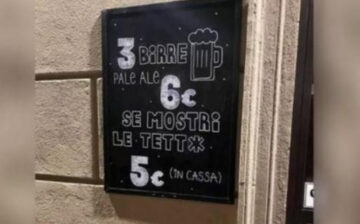 3 BIRRE
PALE ALE
6€
SE MOSTRI
LE TETT*
5€ (IN CASSA)